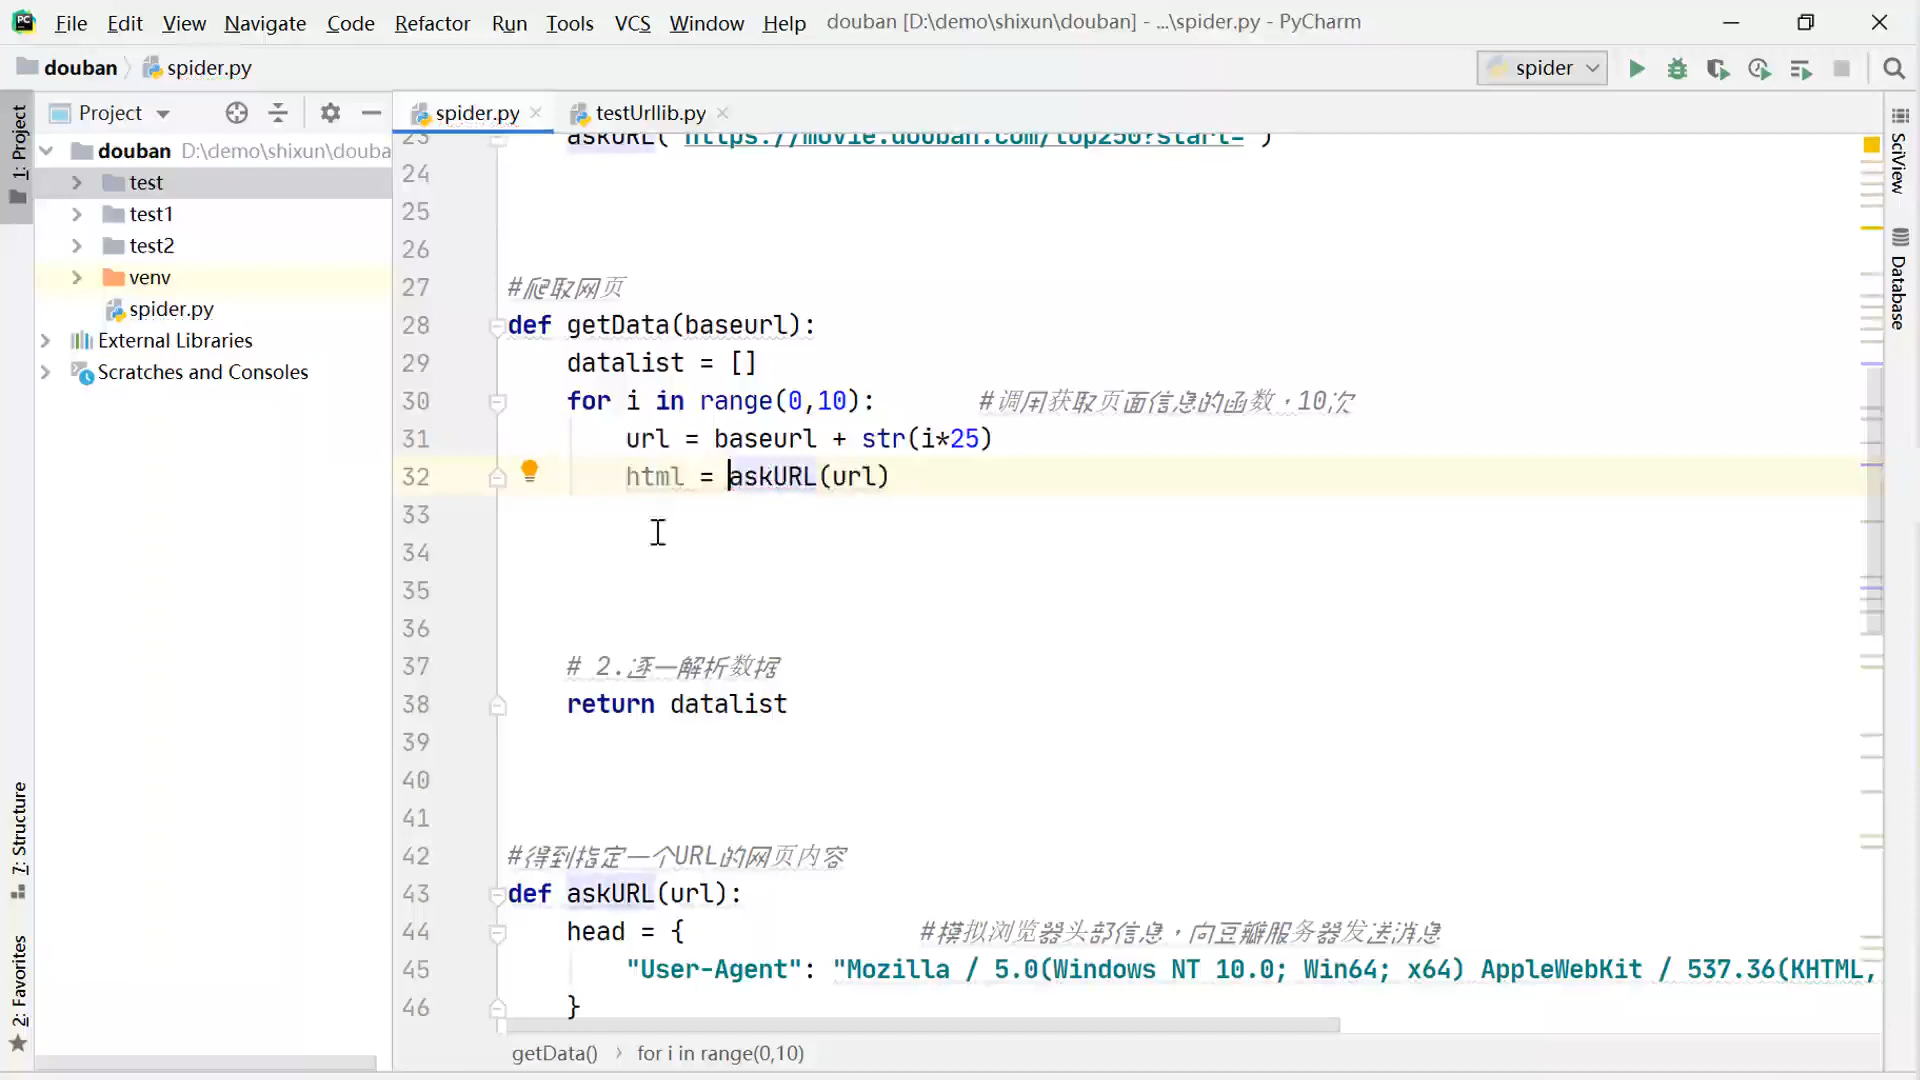 File Edit View Navigate Code Refactor Run Tools VCS Window Help douban [D:\demo\shixun\douban] - ...\spider.py - PyCharm
douban spider.py spider
1: Project
Project
spider.py testUrllib.py
douban D:\demo\shixun\douba
test
test1
test2
venv
spider.py
External Libraries
Scratches and Consoles
7: Structure
2: Favorites
23 askURL("https://movie.douban.com/top250?start=")
24
25
26
27 #爬取网页
28 def getData(baseurl):
29 datalist = []
30 for i in range(0,10): #调用获取页面信息的函数，10次
31 url = baseurl + str(i*25)
32 html = askURL(url)
33
34
35
36
37 # 2.逐一解析数据
38 return datalist
39
40
41
42 #得到指定一个URL的网页内容
43 def askURL(url):
44 head = { #模拟浏览器头部信息，向豆瓣服务器发送消息
45 "User-Agent": "Mozilla / 5.0(Windows NT 10.0; Win64; x64) AppleWebKit / 537.36(KHTML,
46 }
getData() › for i in range(0,10)
SciView
Database